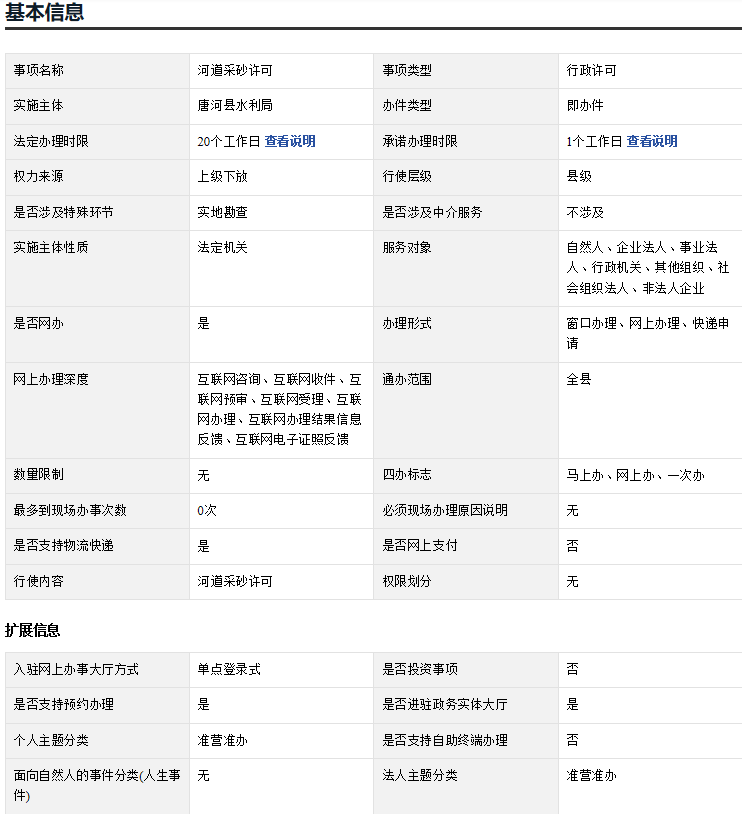 基本信息
事项名称 河道采砂许可 事项类型 行政许可
实施主体 唐河县水利局 办件类型 即办件
法定办理时限 20个工作日 查看说明 承诺办理时限 1个工作日 查看说明
权力来源 上级下放 行使层级 县级
是否涉及特殊环节 实地勘查 是否涉及中介服务 不涉及
实施主体性质 法定机关 服务对象 自然人、企业法人、事业法
人、行政机关、其他组织、社
会组织法人、非法人企业
是否网办 是 办理形式 窗口办理、网上办理、快递申
请
网上办理深度 互联网咨询、互联网收件、互 通办范围 全县
联网预审、互联网受理、互联
网办理、互联网办理结果信息
反馈、互联网电子证照反馈
数量限制 无 四办标志 马上办、网上办、一次办
最多到现场办事次数 0次 必须现场办理原因说明 无
是否支持物流快递 是 是否网上支付 否
行使内容 河道采砂许可 权限划分 无
扩展信息
入驻网上办事大厅方式 单点登录式 是否投资事项 否
是否支持预约办理 是 是否进驻政务实体大厅 是
个人主题分类 准营准办 是否支持自助终端办理 否
面向自然人的事件分类(人生事 无 法人主题分类 准营准办
件)